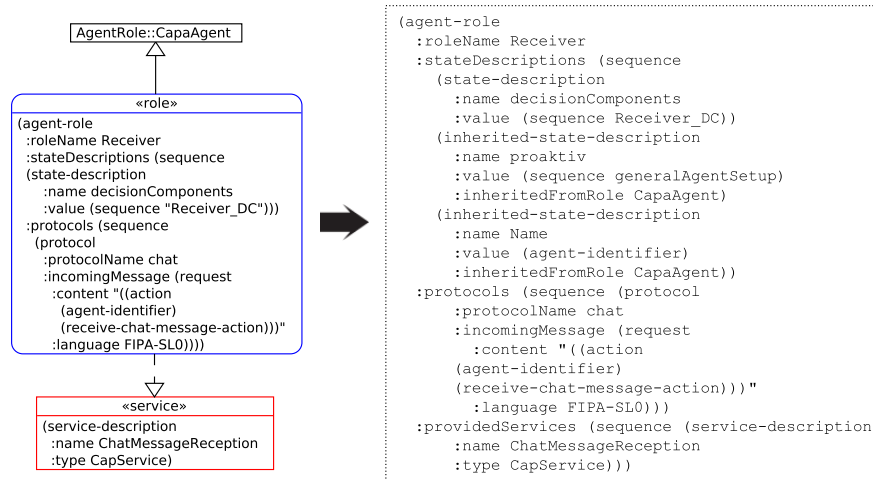 AgentRole::CapaAgent
«role»
(agent-role
:roleName Receiver
:stateDescriptions (sequence
(state-description
:name decisionComponents
:value (sequence "Receiver_DC")))
:protocols (sequence
(protocol
:protocolName chat
:incomingMessage (request
:content "((action
(agent-identifier)
(receive-chat-message-action)))"
:language FIPA-SL0))))
«service»
(service-description
:name ChatMessageReception
:type CapService)
(agent-role
:roleName Receiver
:stateDescriptions (sequence
(state-description
:name decisionComponents
:value (sequence Receiver_DC))
(inherited-state-description
:name proaktiv
:value (sequence generalAgentSetup)
:inheritedFromRole CapaAgent)
(inherited-state-description
:name Name
:value (agent-identifier)
:inheritedFromRole CapaAgent))
:protocols (sequence (protocol
:protocolName chat
:incomingMessage (request
:content "((action
(agent-identifier)
(receive-chat-message-action)))"
:language FIPA-SL0)))
:providedServices (sequence (service-description
:name ChatMessageReception
:type CapService)))